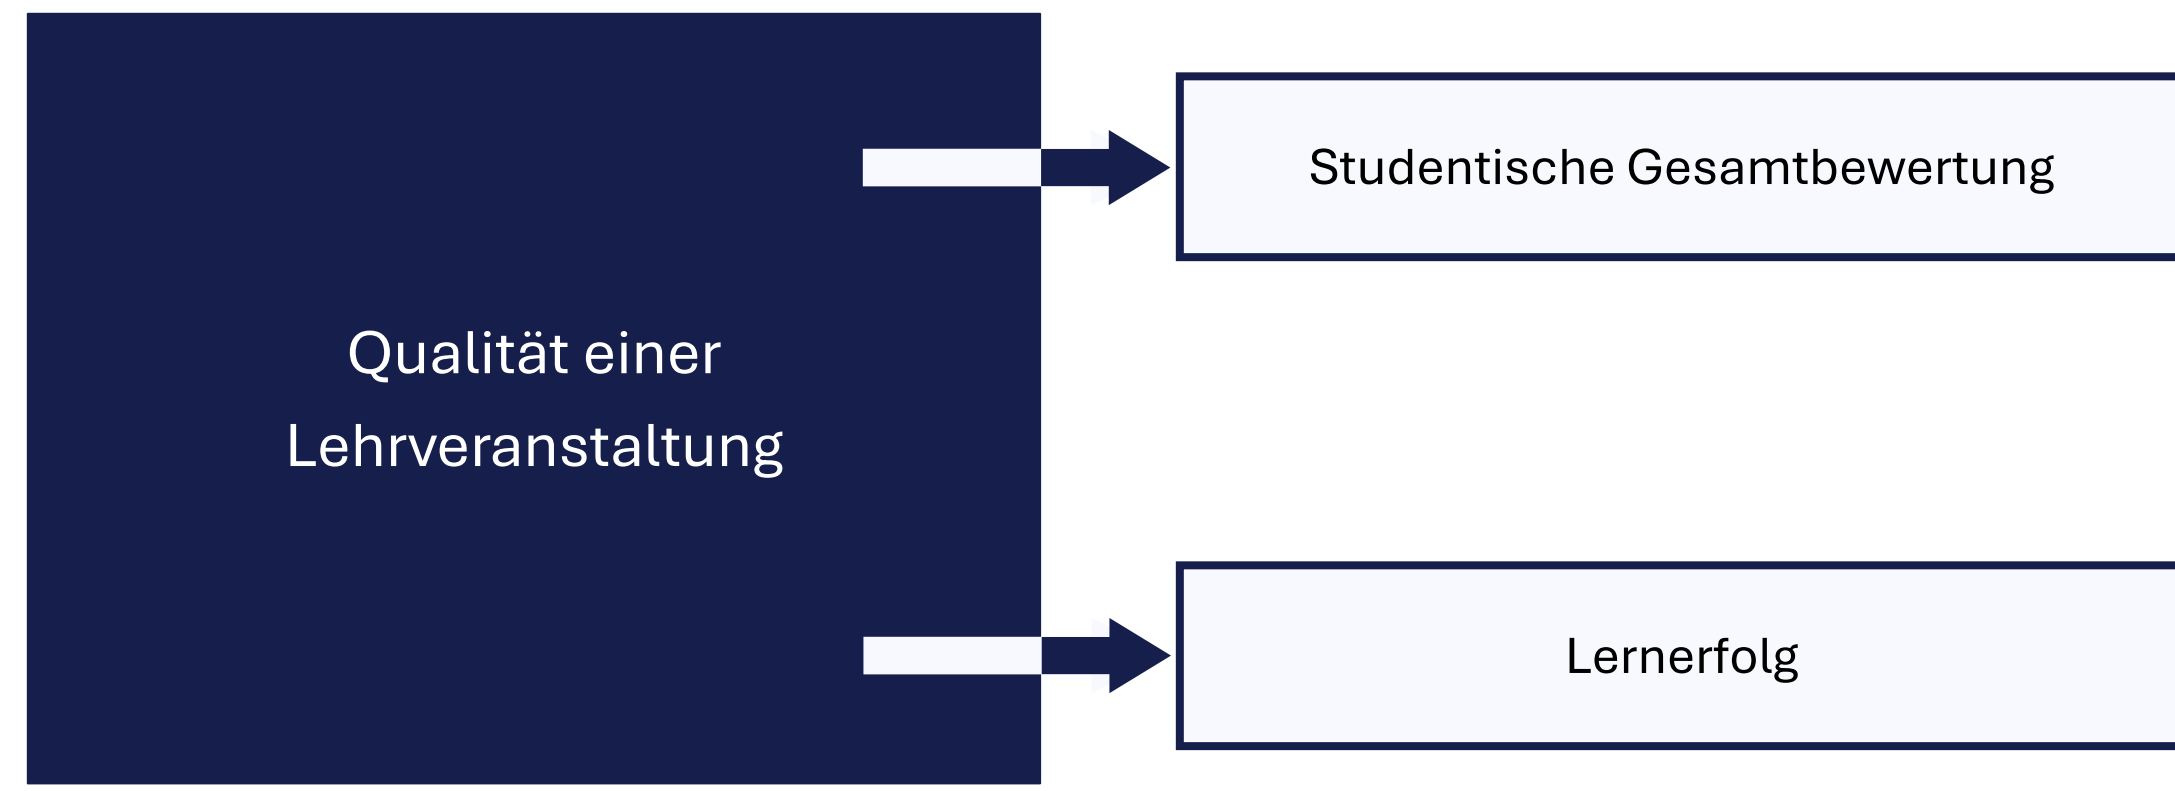 Qualität einer
Lehrveranstaltung
Studentische Gesamtbewertung
Lernerfolg